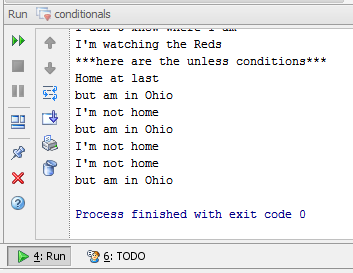 Run conditionals
I don't know where I am
I'm watching the Reds
***here are the unless conditions***
Home at last
but am in Ohio
I'm not home
but am in Ohio
I'm not home
I'm not home
but am in Ohio
Process finished with exit code 0
4: Run 6: TODO